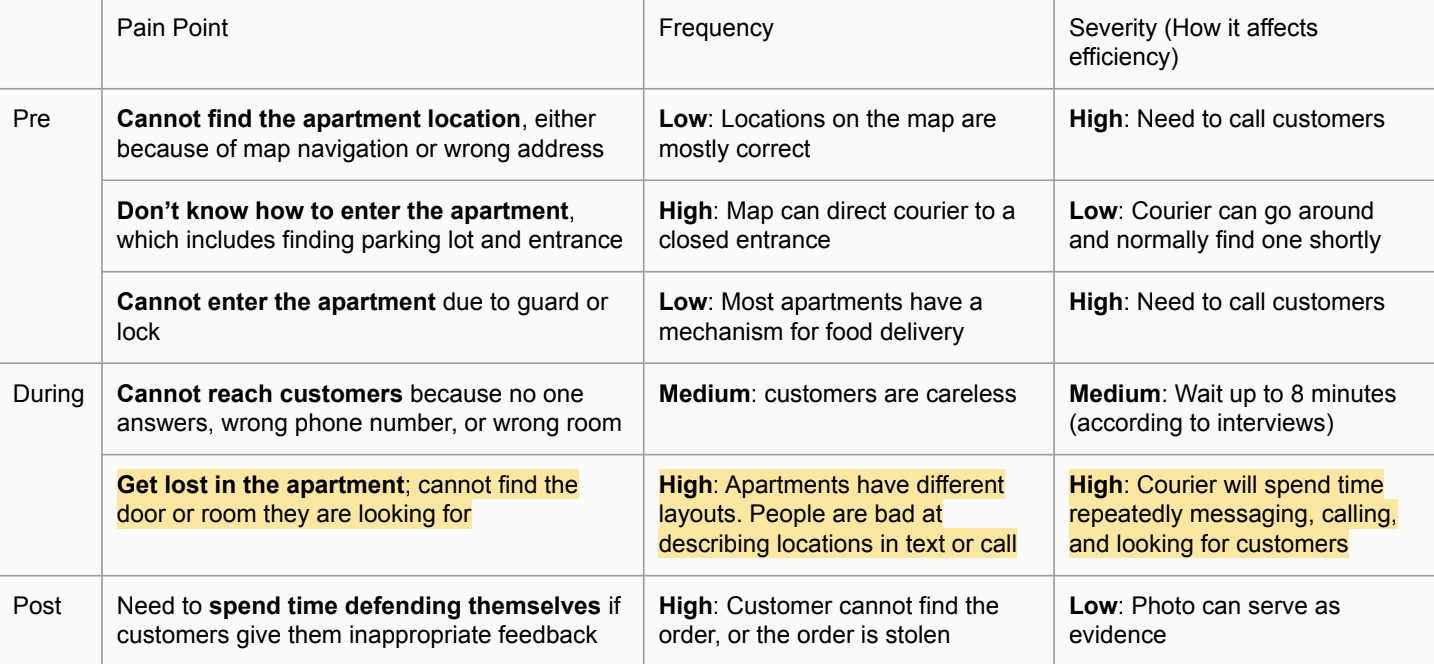 Pain Point
Frequency
Severity (How it affects
efficiency)
Pre
Cannot find the apartment location, either
because of map navigation or wrong address
Low: Locations on the map are
mostly correct
High: Need to call customers
Don’t know how to enter the apartment,
which includes finding parking lot and entrance
High: Map can direct courier to a
closed entrance
Low: Courier can go around
and normally find one shortly
Cannot enter the apartment due to guard or
lock
Low: Most apartments have a
mechanism for food delivery
High: Need to call customers
During
Cannot reach customers because no one
answers, wrong phone number, or wrong room
Medium: customers are careless
Medium: Wait up to 8 minutes
(according to interviews)
Get lost in the apartment; cannot find the
door or room they are looking for
High: Apartments have different
layouts. People are bad at
describing locations in text or call
High: Courier will spend time
repeatedly messaging, calling,
and looking for customers
Post
Need to spend time defending themselves if
customers give them inappropriate feedback
High: Customer cannot find the
order, or the order is stolen
Low: Photo can serve as
evidence